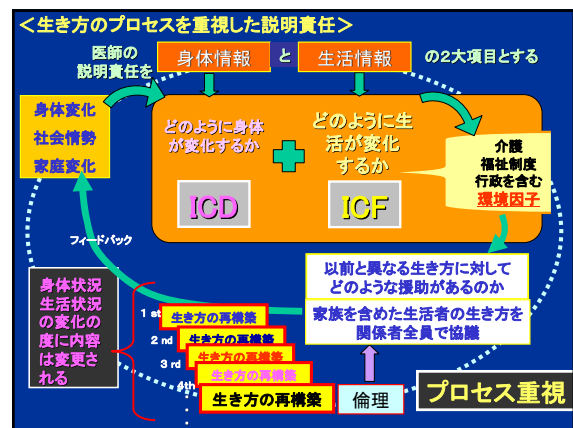 ＜生き方のプロセスを重視した説明責任＞
医師の
説明責任を
身体情報
と
生活情報
の２大項目とする
身体変化
社会情勢
家庭変化
どのように身体
が変化するか
どのように生
活が変化
するか
ICD
ICF
介護
福祉制度
行政を含む
環境因子
フィードバック
以前と異なる生き方に対して
どのような援助があるのか
家族を含めた生活者の生き方を
関係者全員で協議
身体状況
生活状況
の変化の
度に内容
は変更さ
れる
1 st
生き方の再構築
2 nd
生き方の再構築
3 rd
生き方の再構築
生き方の再構築
4th
生き方の再構築
倫理
プロセス重視